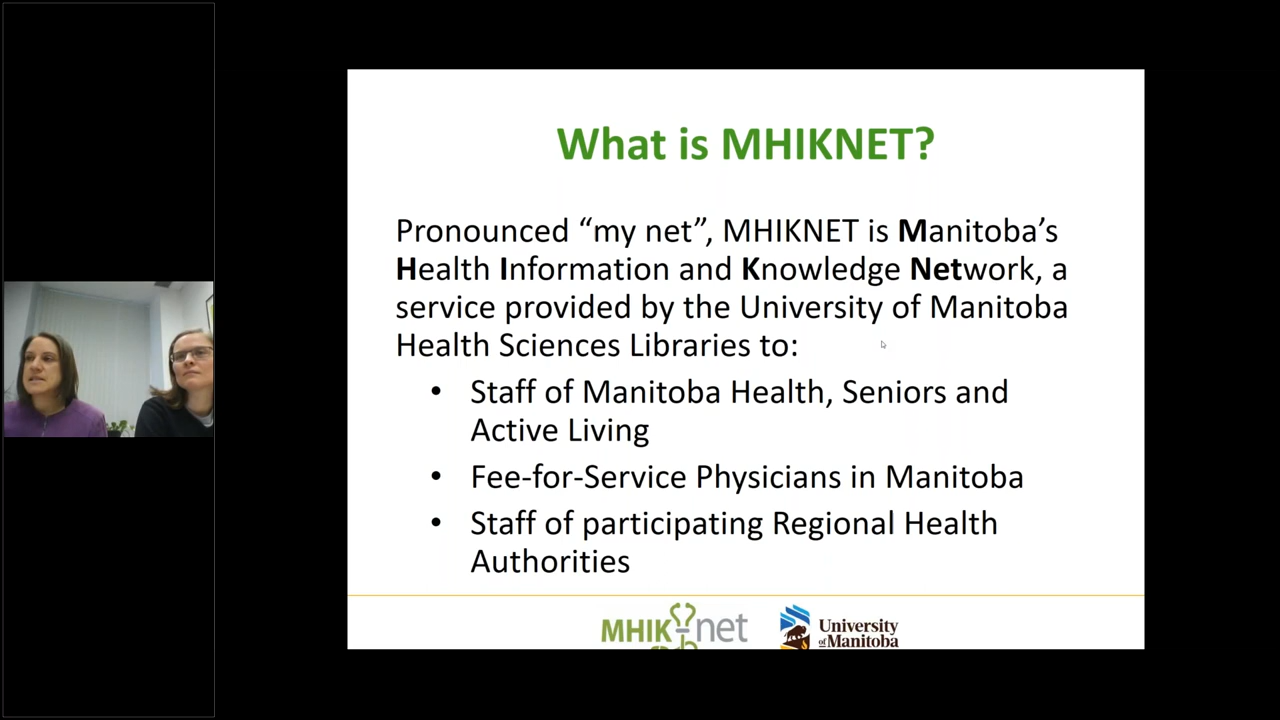 What is MHIKNET?
Pronounced “my net”, MHIKNET is Manitoba’s
Health Information and Knowledge Network, a
service provided by the University of Manitoba
Health Sciences Libraries to:
• Staff of Manitoba Health, Seniors and
Active Living
• Fee-for-Service Physicians in Manitoba
• Staff of participating Regional Health
Authorities
MHIK net
University
of Manitoba